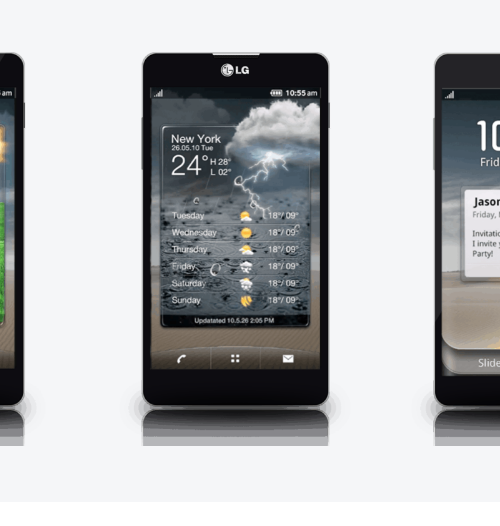 am
LG
10:55 am
New York
26.05.10 Tue
24° H 28°
L 02°
Tuesday 18°/ 09°
Wednesday 18°/ 09°
Thursday 18°/ 09°
Friday 18°/ 09°
Saturday 18°/ 09°
Sunday 18°/ 09°
Updatated 10.5.26 2:05 PM
10
Frid
Jason
Friday,
Invitatio
I invite
Party!
Slide